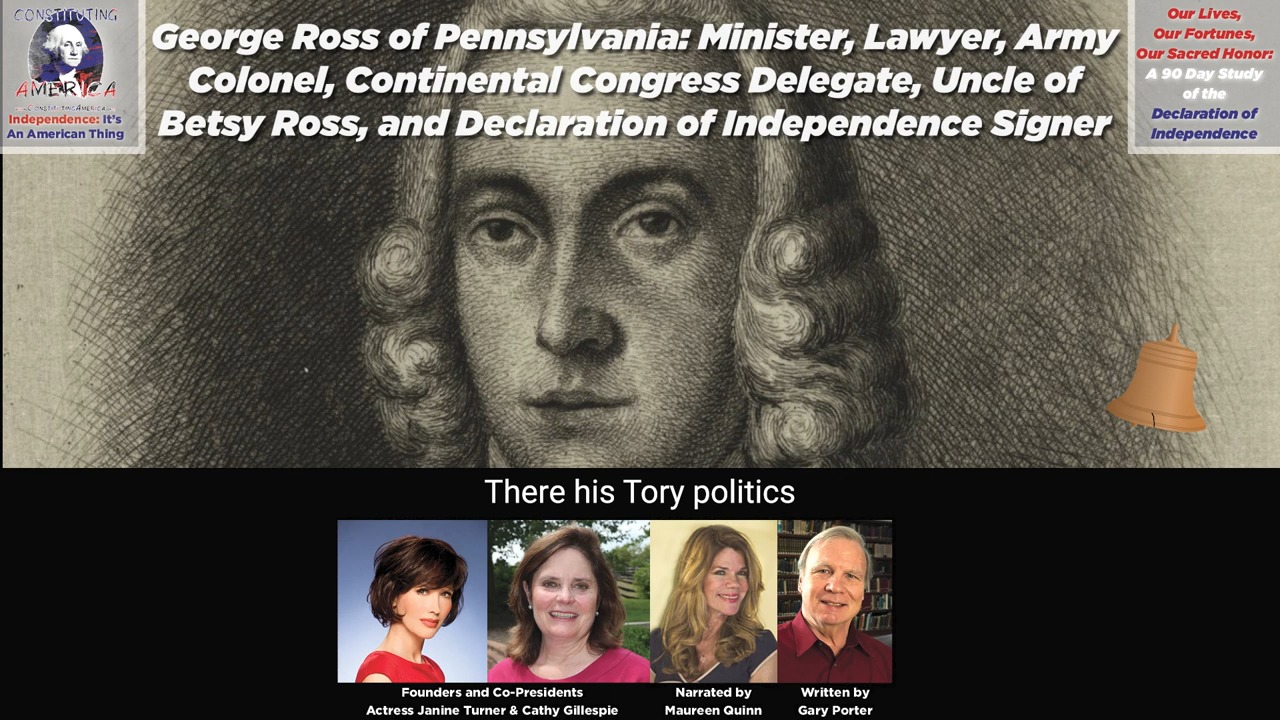 CONSTITUTING
AMERICA
CONSTITUTINGAMERICA
Independence: It's
An American Thing
George Ross of Pennsylvania: Minister, Lawyer, Army
Colonel, Continental Congress Delegate, Uncle of
Betsy Ross, and Declaration of Independence Signer
Our Lives,
Our Fortunes,
Our Sacred Honor:
A 90 Day Study
of the
Declaration of
Independence
There his Tory politics
Founders and Co-Presidents
Actress Janine Turner & Cathy Gillespie
Narrated by
Maureen Quinn
Written by
Gary Porter